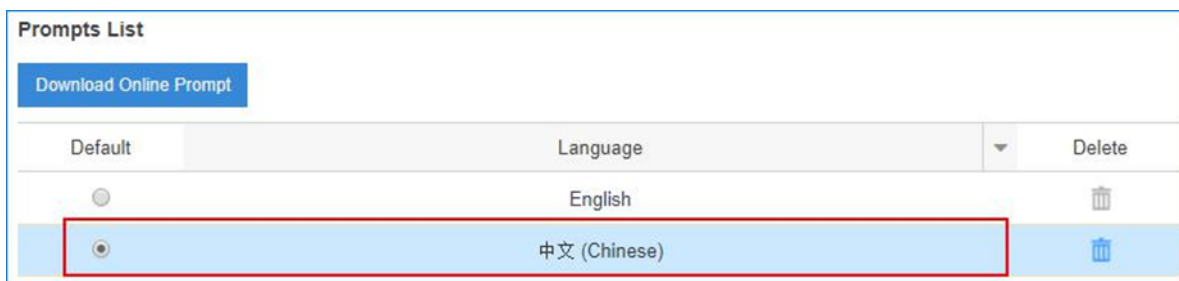 Prompts List
Download Online Prompt
Default Language Delete
English
中文 (Chinese)